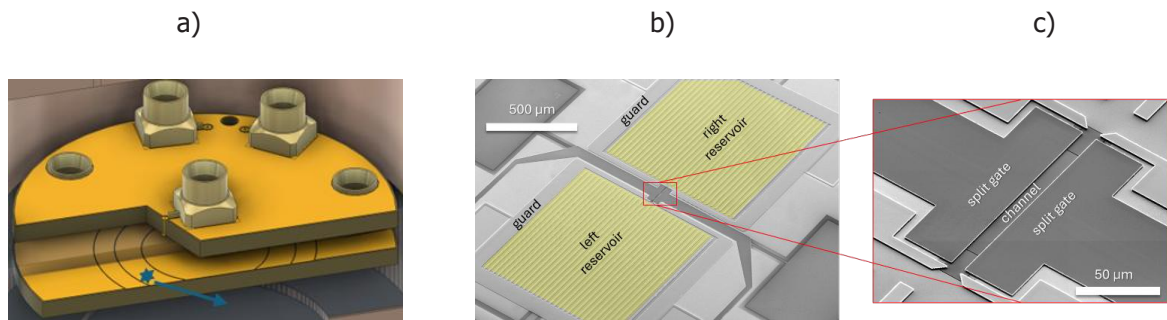 a)
b)
c)
500 µm
guard
right
reservoir
guard
left
reservoir
split gate
channel
split gate
50 µm